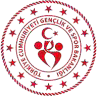 TÜRKİYE CUMHURİYETİ GENÇLİK VE SPOR BAKANLIĞI